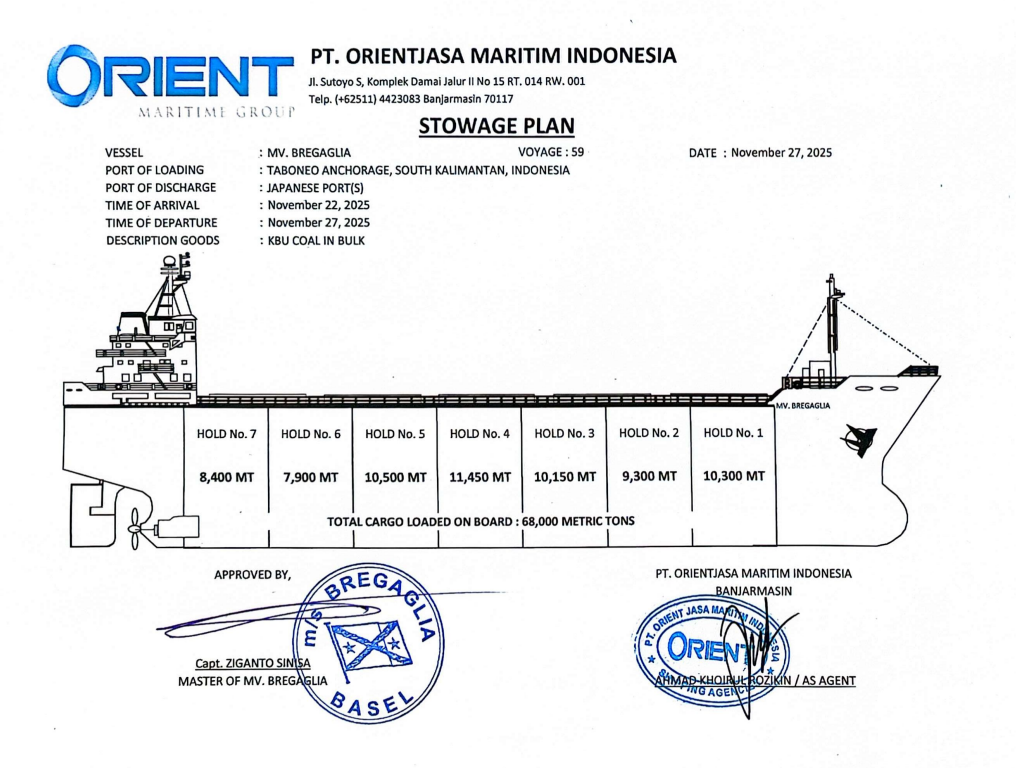 ORIENT
MARITIME GROUP
PT. ORIENTJASA MARITIM INDONESIA
Jl. Sutoyo S, Komplek Damai Jalur II No 15 RT. 014 RW. 001
Telp. (+62511) 4423083 Banjarmasin 70117
STOWAGE PLAN
VESSEL : MV. BREGAGLIA VOYAGE : 59 DATE : November 27, 2025
PORT OF LOADING : TABONEO ANCHORAGE, SOUTH KALIMANTAN, INDONESIA
PORT OF DISCHARGE : JAPANESE PORT(S)
TIME OF ARRIVAL : November 22, 2025
TIME OF DEPARTURE : November 27, 2025
DESCRIPTION GOODS : KBU COAL IN BULK
MV. BREGAGLIA
HOLD No. 7 HOLD No. 6 HOLD No. 5 HOLD No. 4 HOLD No. 3 HOLD No. 2 HOLD No. 1
8,400 MT 7,900 MT 10,500 MT 11,450 MT 10,150 MT 9,300 MT 10,300 MT
TOTAL CARGO LOADED ON BOARD : 68,000 METRIC TONS
APPROVED BY,
m/s BREGAGLIA
BASEL
Capt. ZIGANTO SINISA
MASTER OF MV. BREGAGLIA
PT. ORIENTJASA MARITIM INDONESIA
BANJARMASIN
PT. ORIENT JASA MARITIM INDONESIA
ORIENT
SHIPPING AGENCIES
AHMAD KHOIRUL ROZIKIN / AS AGENT